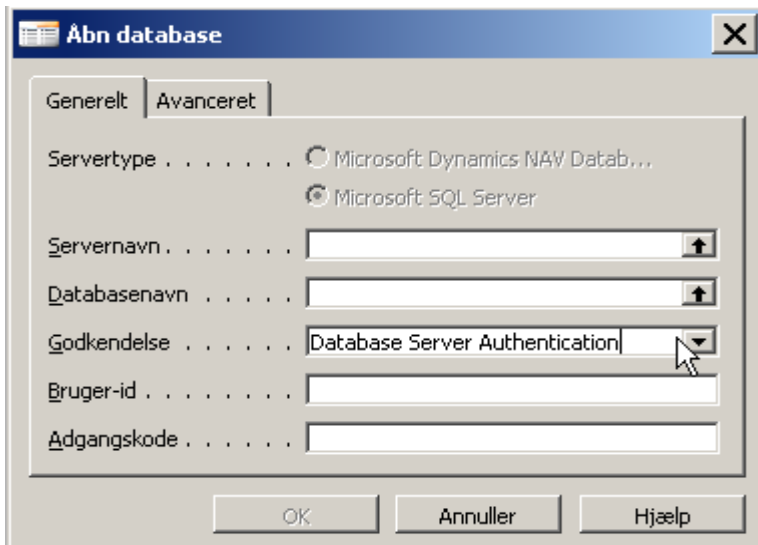 Åbn database
Generelt Avanceret
Servertype . . . . . . . Microsoft Dynamics NAV Datab...
Microsoft SQL Server
Servernavn . . . . . . .
Databasenavn . . . . .
Godkendelse . . . . . . Database Server Authentication
Bruger-id . . . . . . . .
Adgangskode . . . . . .
OK Annuller Hjælp